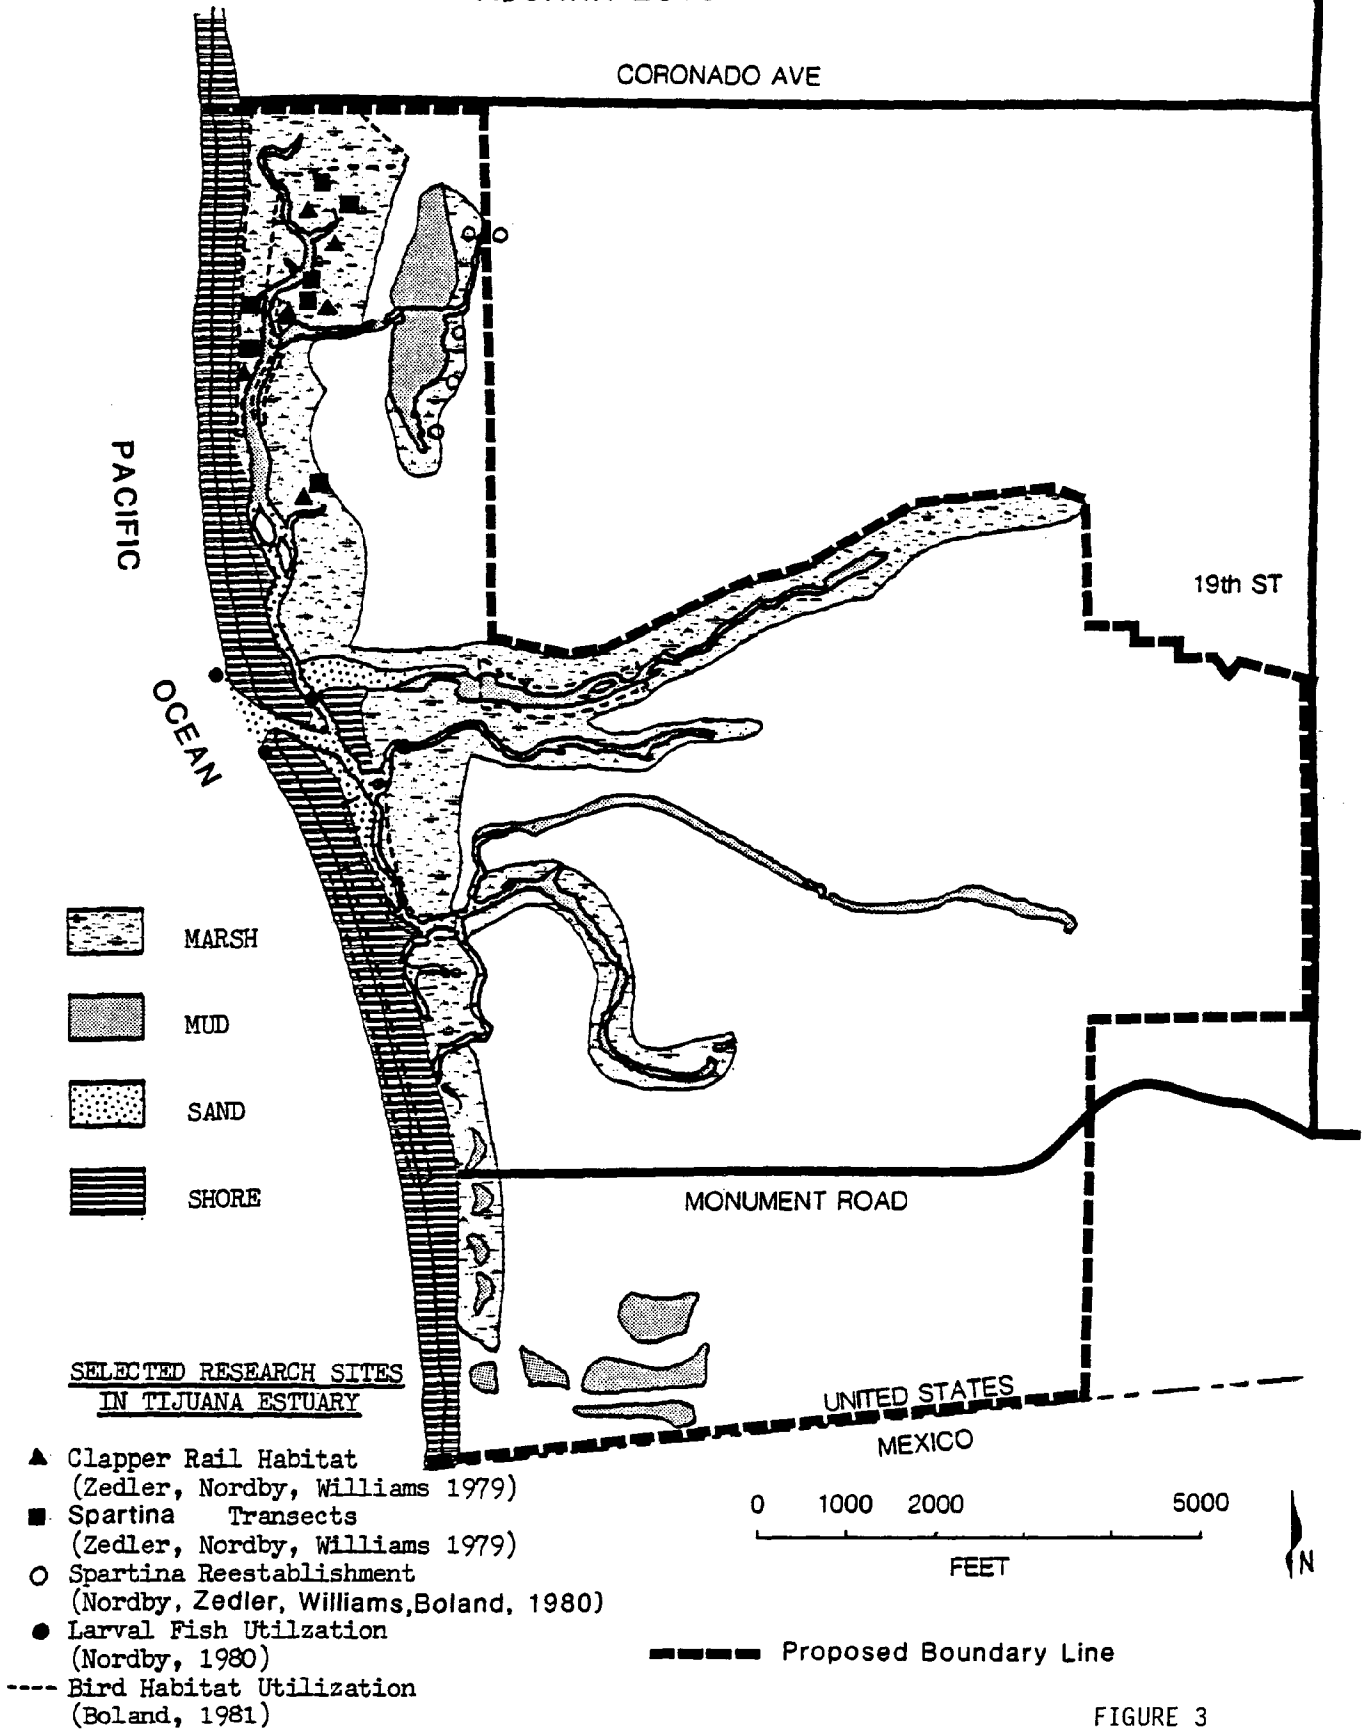 CORONADO AVE
PACIFIC
OCEAN
19th ST
MARSH
MUD
SAND
SHORE
MONUMENT ROAD
UNITED STATES
MEXICO
SELECTED RESEARCH SITES
IN TIJUANA ESTUARY
Clapper Rail Habitat
(Zedler, Nordby, Williams 1979)
Spartina Transects
(Zedler, Nordby, Williams 1979)
Spartina Reestablishment
(Nordby, Zedler, Williams,Boland, 1980)
Larval Fish Utilzation
(Nordby, 1980)
Bird Habitat Utilization
(Boland, 1981)
0 1000 2000 5000
FEET
N
Proposed Boundary Line
FIGURE 3